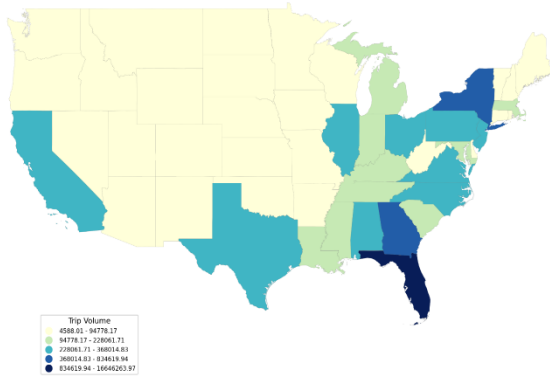 Trip Volume
4588.01 - 94778.17
94778.17 - 228061.71
228061.71 - 368014.83
368014.83 - 834619.94
834619.94 - 16646263.97